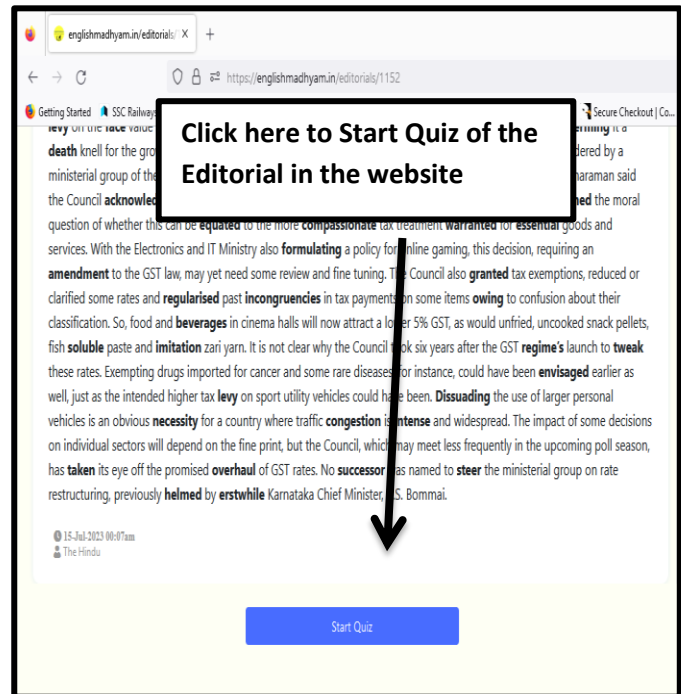 englishmadhyam.in/editorials/ X +
https://englishmadhyam.in/editorials/1152
Getting Started SSC Railway Secure Checkout | Co...
Click here to Start Quiz of the
Editorial in the website
levy on the face value it a
death knell for the gro dered by a
ministerial group of the haraman said
the Council acknowled ned the moral
question of whether this can be equated to the more compassionate tax treatment warranted for essential goods and
services. With the Electronics and IT Ministry also formulating a policy for online gaming, this decision, requiring an
amendment to the GST law, may yet need some review and fine tuning. The Council also granted tax exemptions, reduced or
clarified some rates and regularised past incongruencies in tax payments on some items owing to confusion about their
classification. So, food and beverages in cinema halls will now attract a lower 5% GST, as would unfried, uncooked snack pellets,
fish soluble paste and imitation zari yarn. It is not clear why the Council took six years after the GST regime's launch to tweak
these rates. Exempting drugs imported for cancer and some rare diseases, for instance, could have been envisaged earlier as
well, just as the intended higher tax levy on sport utility vehicles could have been. Dissuading the use of larger personal
vehicles is an obvious necessity for a country where traffic congestion is intense and widespread. The impact of some decisions
on individual sectors will depend on the fine print, but the Council, which may meet less frequently in the upcoming poll season,
has taken its eye off the promised overhaul of GST rates. No successor was named to steer the ministerial group on rate
restructuring, previously helmed by erstwhile Karnataka Chief Minister, S. Bommai.
15-Jul-2023 00:07am
The Hindu
Start Quiz